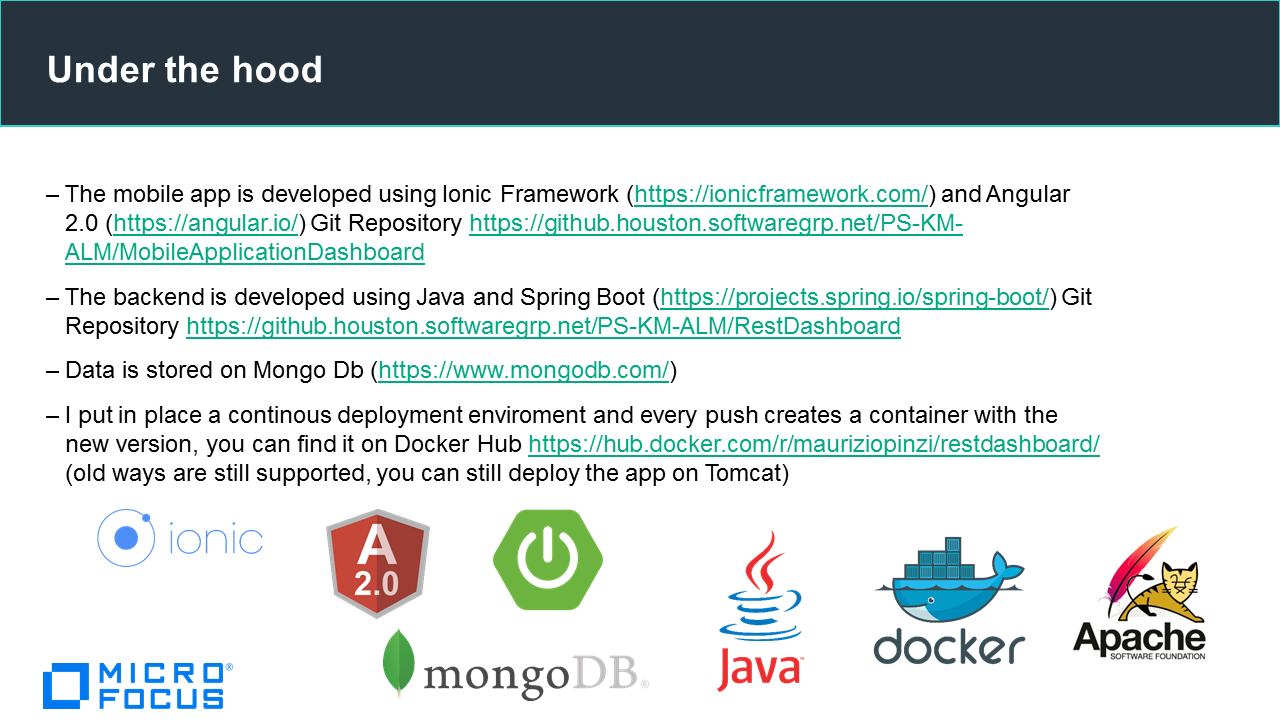 Under the hood
– The mobile app is developed using Ionic Framework (https://ionicframework.com/) and Angular
2.0 (https://angular.io/) Git Repository https://github.houston.softwaregrp.net/PS-KM-
ALM/MobileApplicationDashboard
– The backend is developed using Java and Spring Boot (https://projects.spring.io/spring-boot/) Git
Repository https://github.houston.softwaregrp.net/PS-KM-ALM/RestDashboard
– Data is stored on Mongo Db (https://www.mongodb.com/)
– I put in place a continous deployment enviroment and every push creates a container with the
new version, you can find it on Docker Hub https://hub.docker.com/r/mauriziopinzi/restdashboard/
(old ways are still supported, you can still deploy the app on Tomcat)
ionic
A
2.0
Java™
docker
Apache
SOFTWARE FOUNDATION
mongoDB®
MICRO®
FOCUS